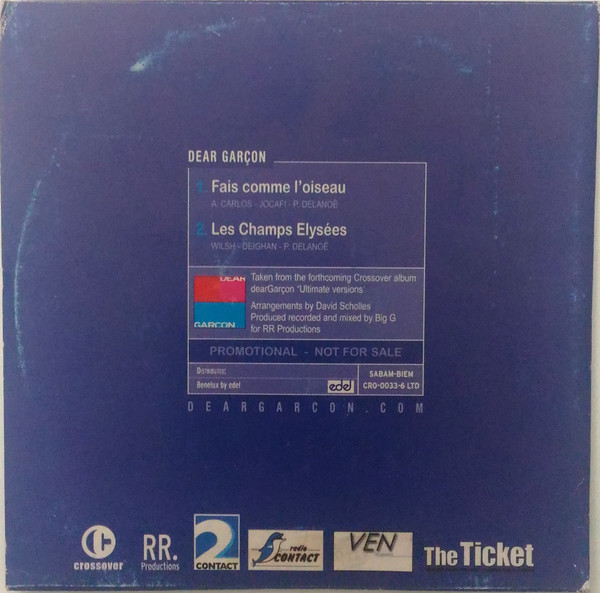 DEAR GARÇON
1. Fais comme l'oiseau
A. CARLOS - JOCAFI - P. DELANOË
2. Les Champs Elysées
WILSH - DEIGHAN - P. DELANOË
DEAR
GARCON
Taken from the forthcoming Crossover album
dearGarçon "Ultimate versions"
Arrangements by David Scholles
Produced recorded and mixed by Big G
for RR Productions
PROMOTIONAL - NOT FOR SALE
DISTRIBUTED:
Benelux by edel
edel
SABAM-BIEM
CRO-0033-6 LTD
DEARGARCON.COM
crossover
RR.
Productions
2
CONTACT
radio
CONTACT
VEN
The Ticket